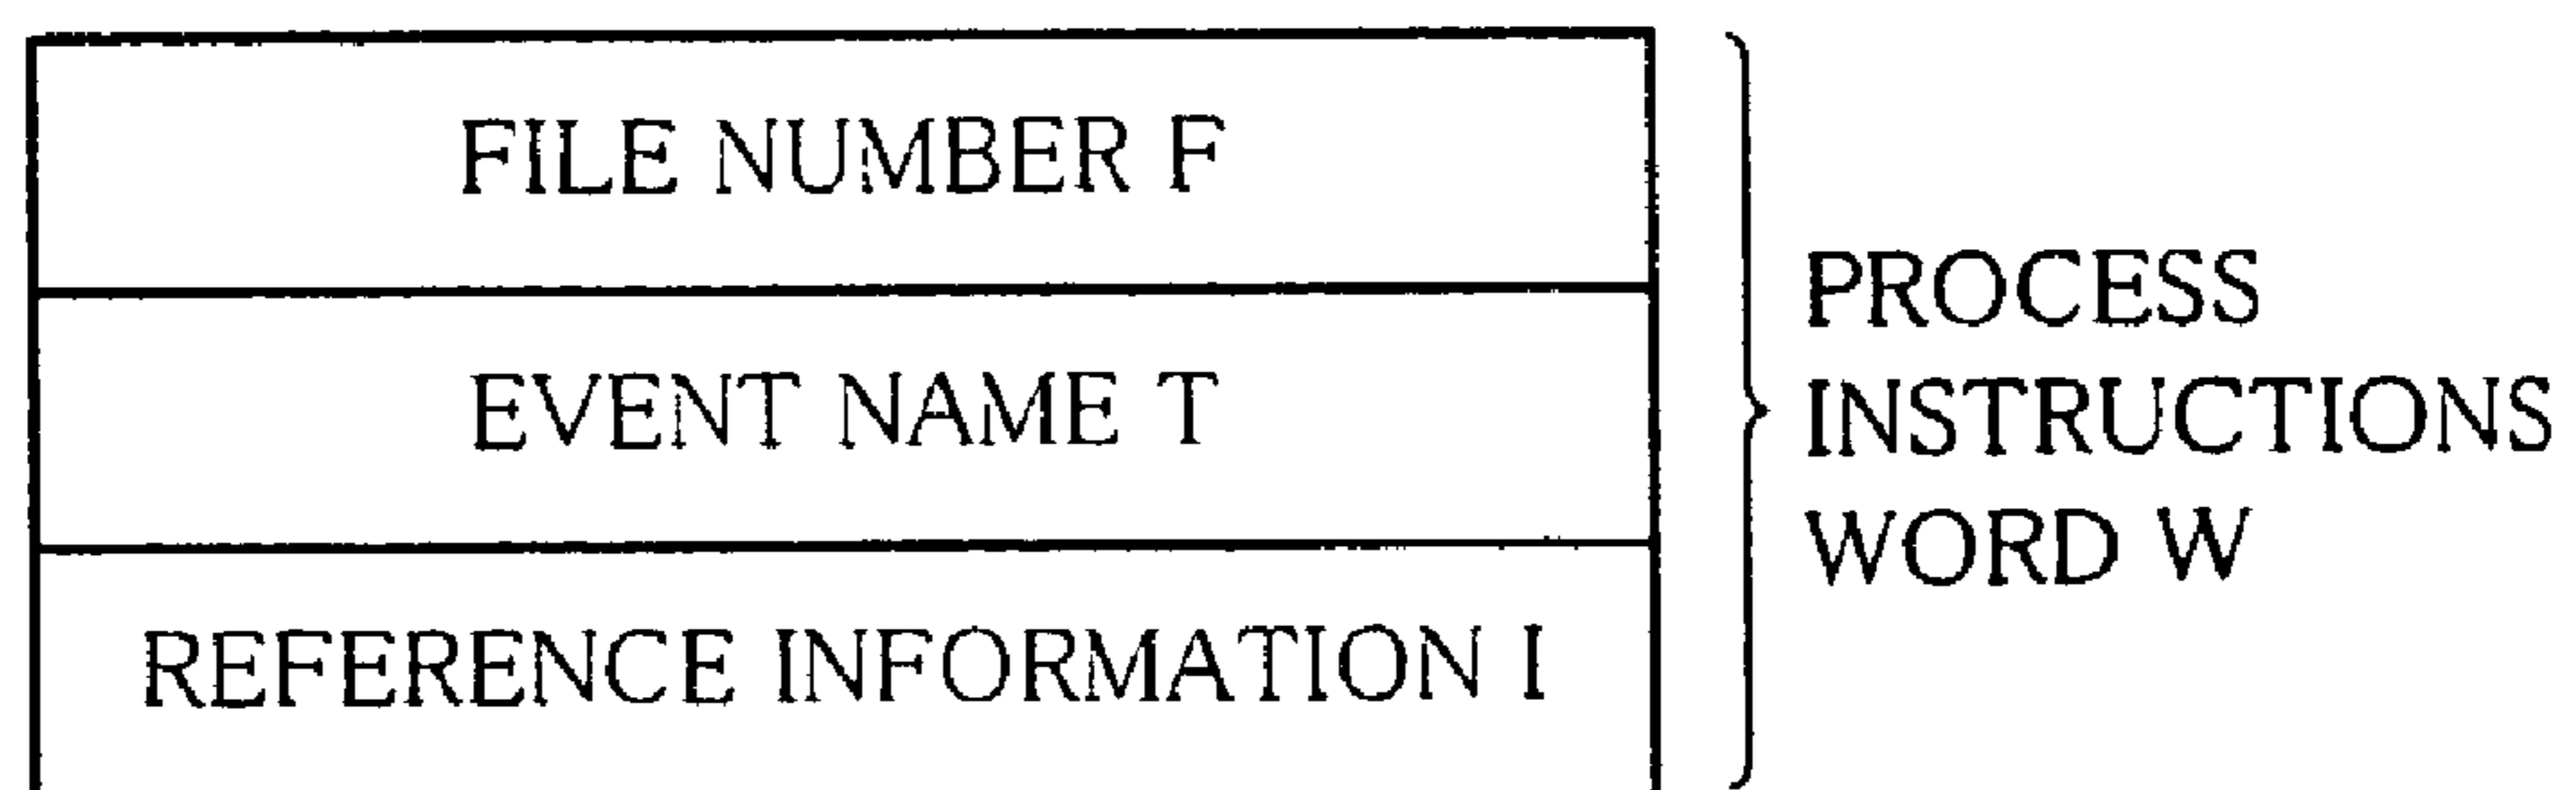 FILE NUMBER F
EVENT NAME T
REFERENCE INFORMATION I
PROCESS
INSTRUCTIONS
WORD W